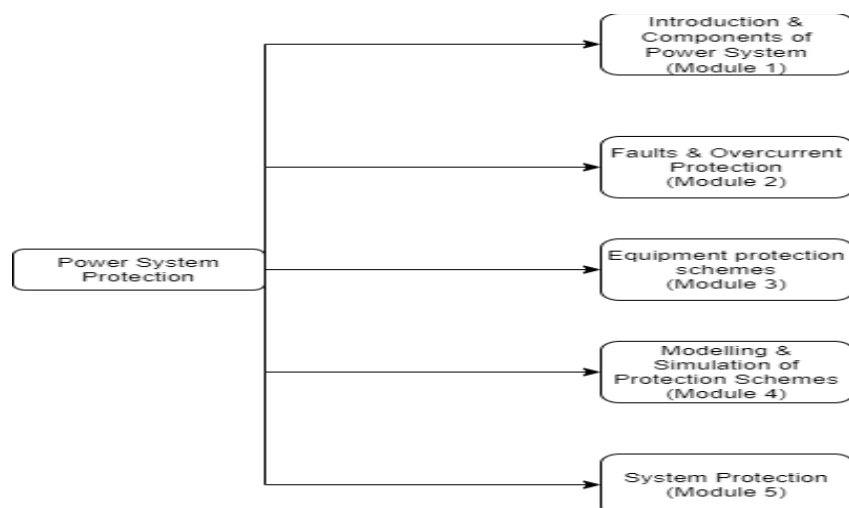 Introduction &
Components of
Power System
(Module 1)
Faults & Overcurrent
Protection
(Module 2)
Power System
Protection
Equipment protection
schemes
(Module 3)
Modelling &
Simulation of
Protection Schemes
(Module 4)
System Protection
(Module 5)